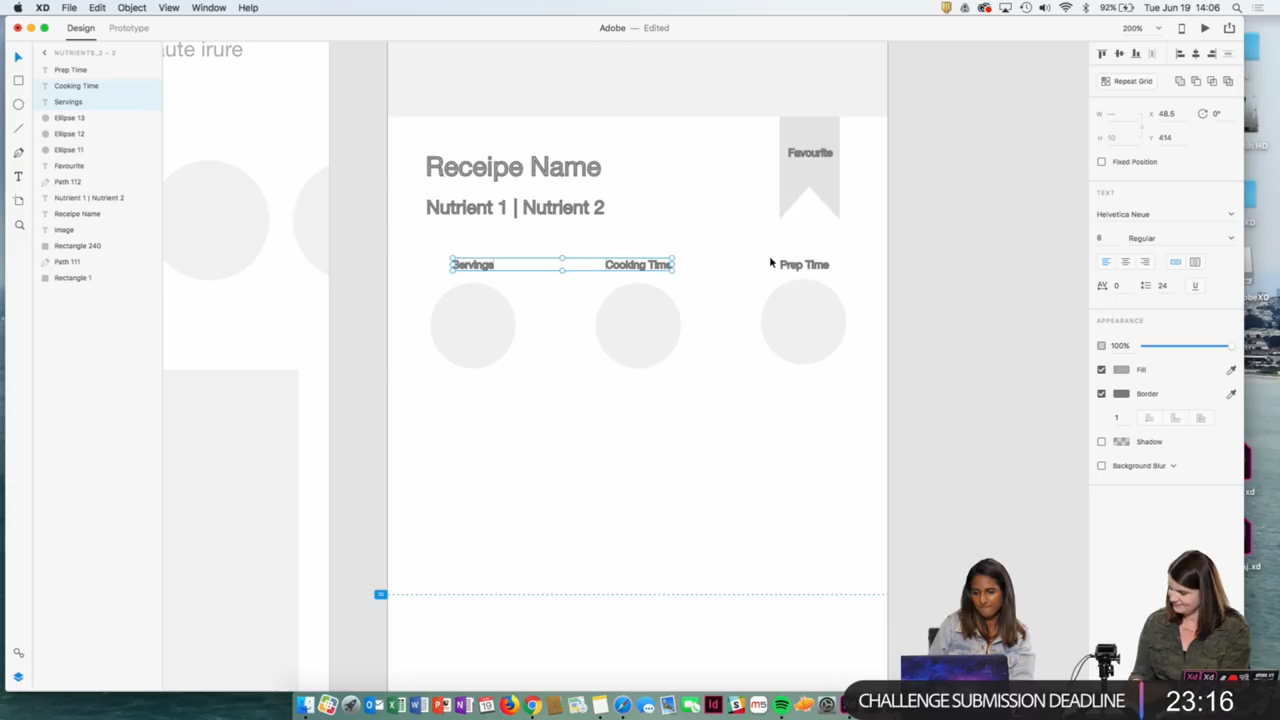 XD File Edit Object View Window Help
92% Tue Jun 19 14:06
Design Prototype
Adobe — Edited
200%
NUTRIENTS_2 – 2
Prep Time
Cooking Time
Servings
Ellipse 13
Ellipse 12
Ellipse 11
Favourite
Path 112
Nutrient 1 | Nutrient 2
Receipe Name
Image
Rectangle 240
Path 111
Rectangle 1
aute irure
Receipe Name
Nutrient 1 | Nutrient 2
Favourite
Servings
Cooking Time
Prep Time
Repeat Grid
W — X 48.5 0°
H 10 Y 414
Fixed Position
TEXT
Helvetica Neue
8 Regular
AV 0 24 U
APPEARANCE
100%
Fill
Border
1
Shadow
Background Blur
CHALLENGE SUBMISSION DEADLINE 23:16